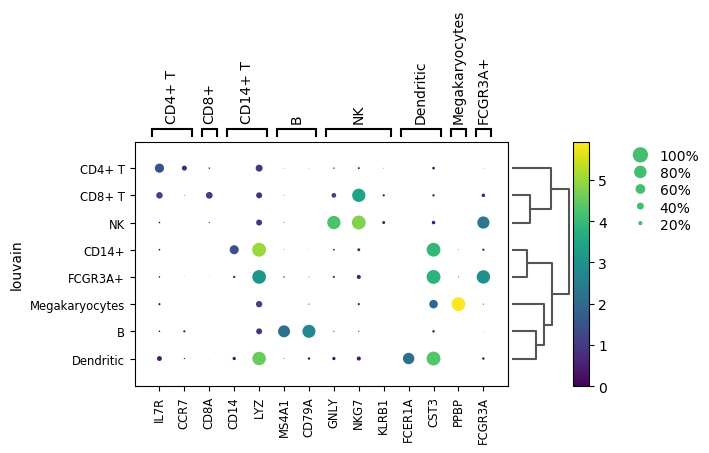 CD4+ T
CD8+
CD14+ T
B
NK
Dendritic
Megakaryocytes
FCGR3A+
louvain
CD4+ T
CD8+ T
NK
CD14+
FCGR3A+
Megakaryocytes
B
Dendritic
IL7R
CCR7
CD8A
CD14
LYZ
MS4A1
CD79A
GNLY
NKG7
KLRB1
FCER1A
CST3
PPBP
FCGR3A
5
4
3
2
1
0
100%
80%
60%
40%
20%